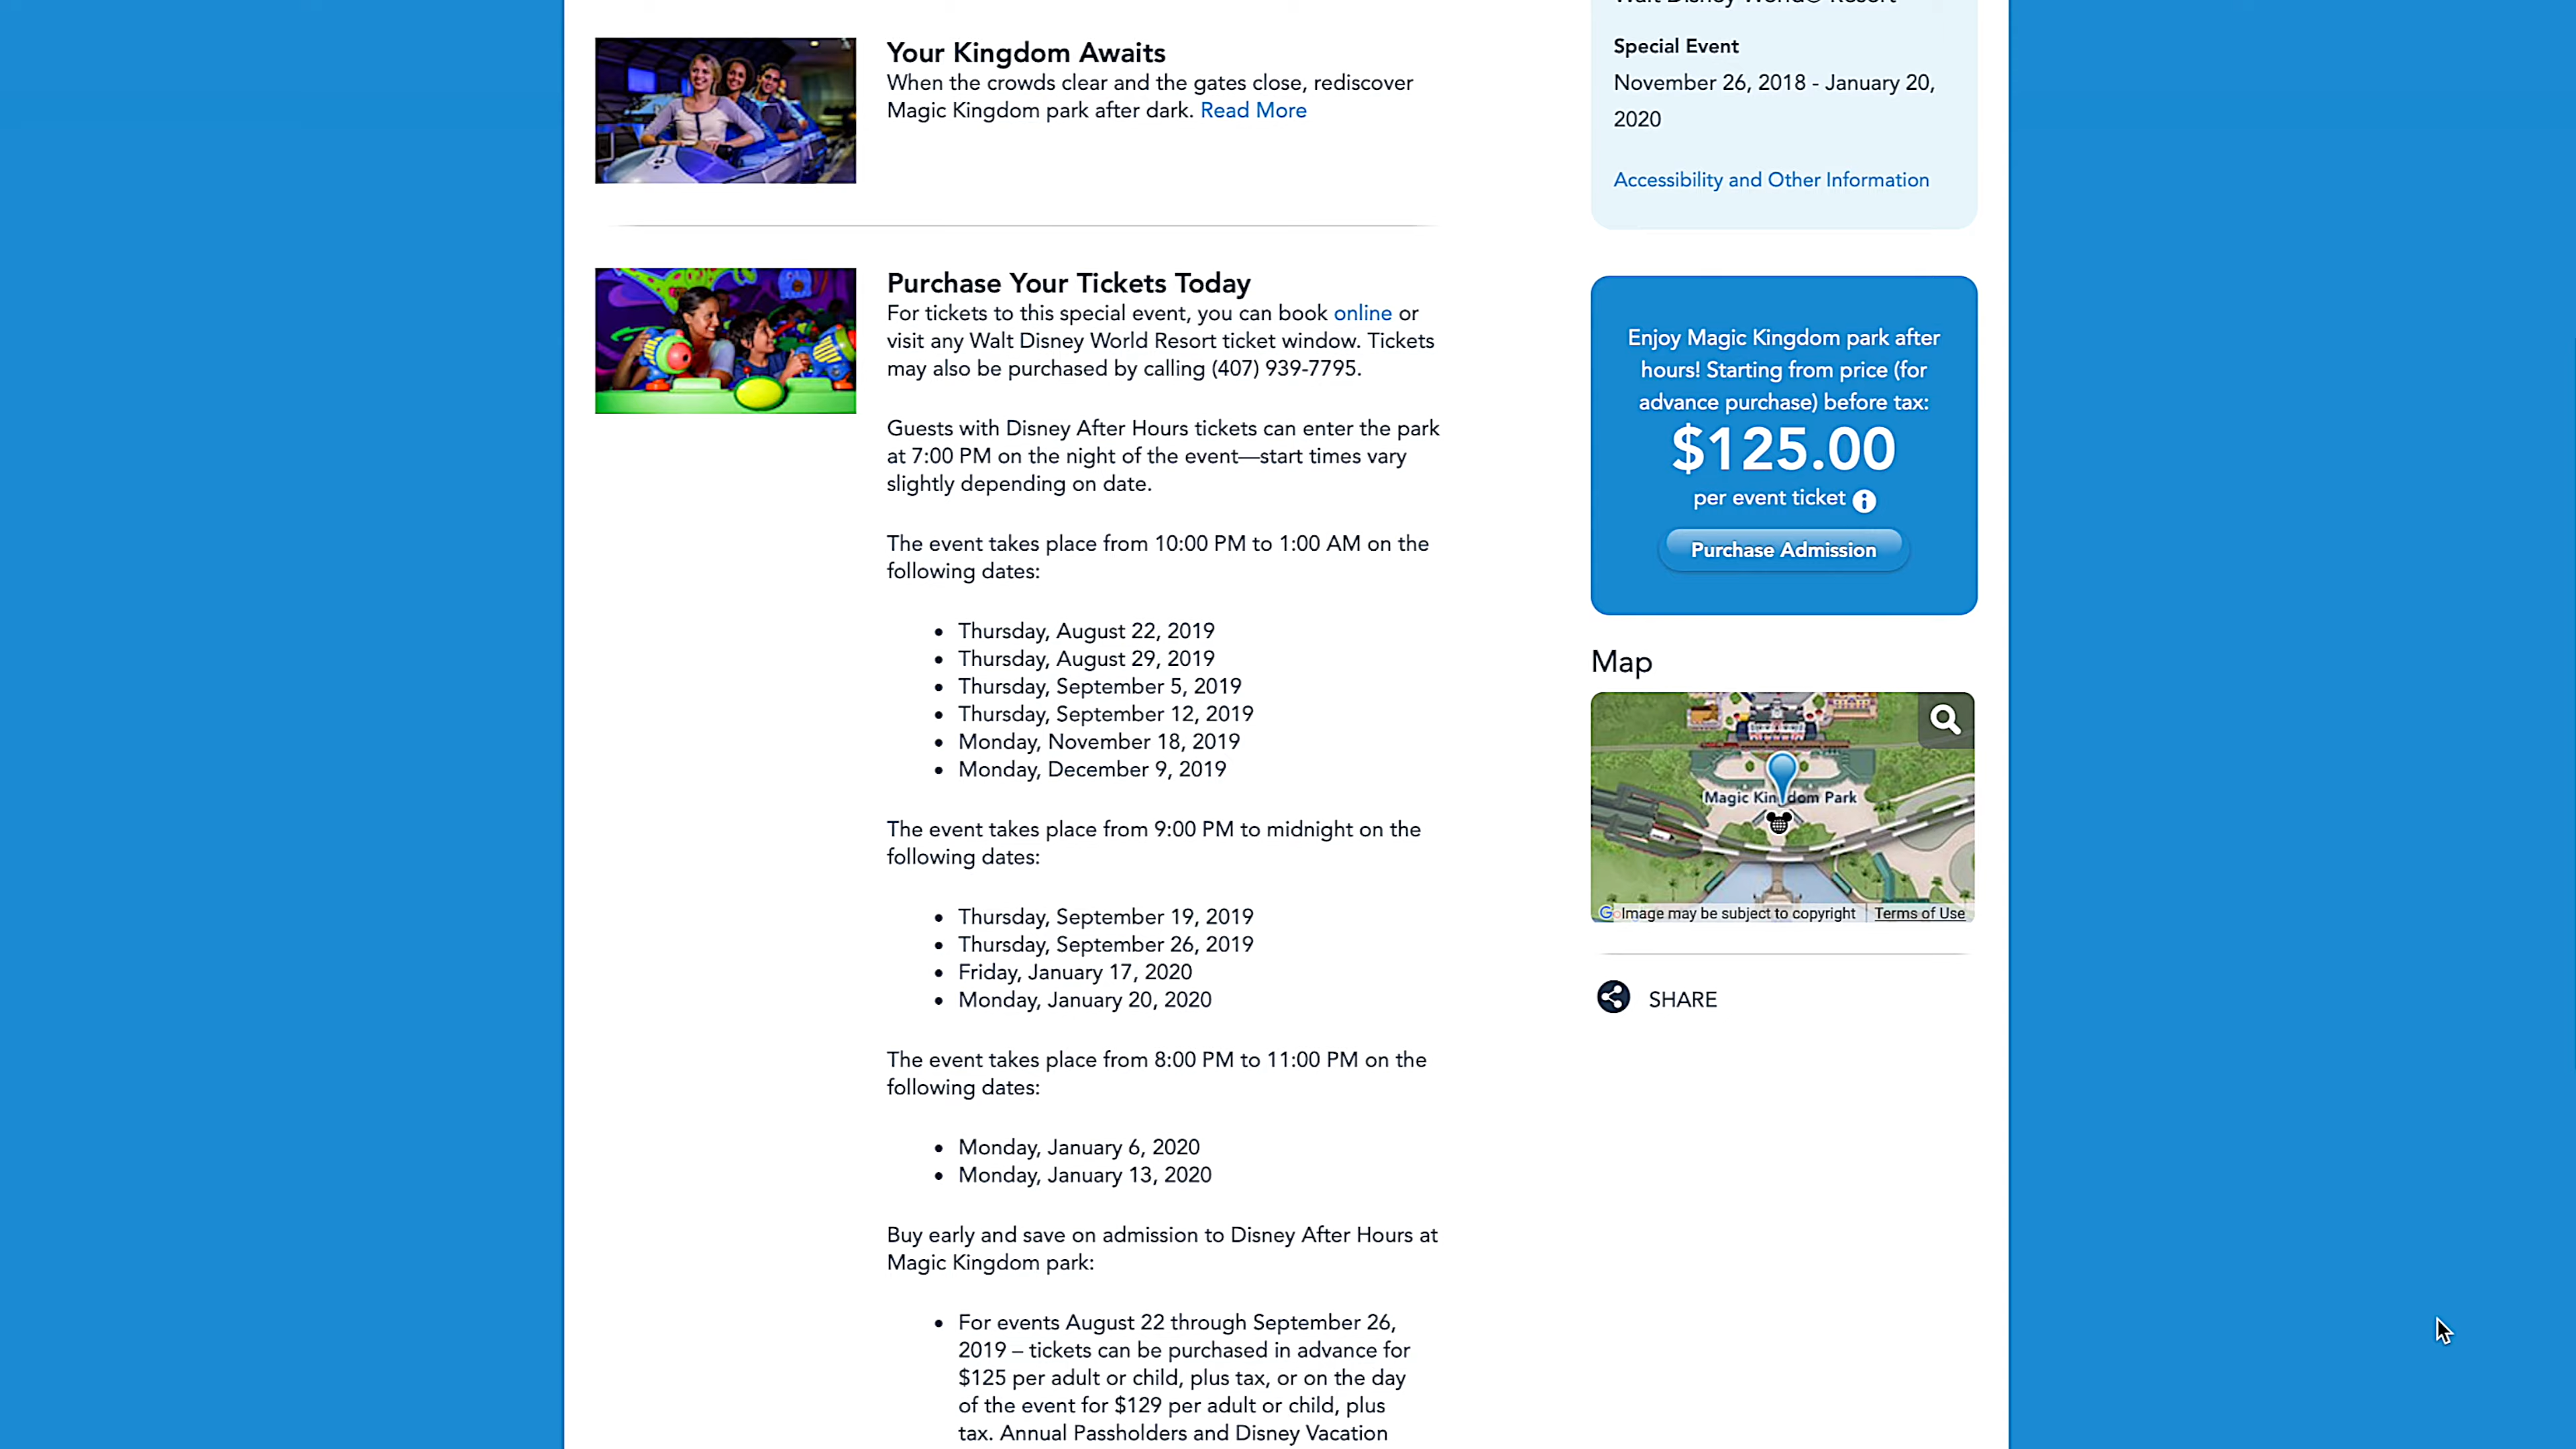 Your Kingdom Awaits
When the crowds clear and the gates close, rediscover
Magic Kingdom park after dark. Read More
Purchase Your Tickets Today
For tickets to this special event, you can book online or
visit any Walt Disney World Resort ticket window. Tickets
may also be purchased by calling (407) 939-7795.
Guests with Disney After Hours tickets can enter the park
at 7:00 PM on the night of the event—start times vary
slightly depending on date.
The event takes place from 10:00 PM to 1:00 AM on the
following dates:
• Thursday, August 22, 2019
• Thursday, August 29, 2019
• Thursday, September 5, 2019
• Thursday, September 12, 2019
• Monday, November 18, 2019
• Monday, December 9, 2019
The event takes place from 9:00 PM to midnight on the
following dates:
• Thursday, September 19, 2019
• Thursday, September 26, 2019
• Friday, January 17, 2020
• Monday, January 20, 2020
The event takes place from 8:00 PM to 11:00 PM on the
following dates:
• Monday, January 6, 2020
• Monday, January 13, 2020
Buy early and save on admission to Disney After Hours at
Magic Kingdom park:
• For events August 22 through September 26,
2019 – tickets can be purchased in advance for
$125 per adult or child, plus tax, or on the day
of the event for $129 per adult or child, plus
tax. Annual Passholders and Disney Vacation
Walt Disney World® Resort
Special Event
November 26, 2018 - January 20,
2020
Accessibility and Other Information
Enjoy Magic Kingdom park after
hours! Starting from price (for
advance purchase) before tax:
$125.00
per event ticket
Purchase Admission
Map
Magic Kingdom Park
Image may be subject to copyright
Terms of Use
SHARE